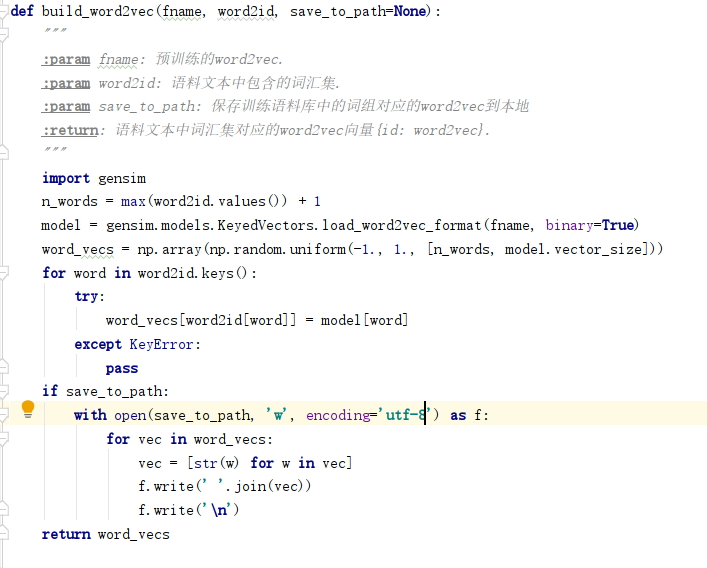 def build_word2vec(fname, word2id, save_to_path=None):
"""
:param fname: 预训练的word2vec.
:param word2id: 语料文本中包含的词汇集.
:param save_to_path: 保存训练语料库中的词组对应的word2vec到本地
:return: 语料文本中词汇集对应的word2vec向量{id: word2vec}.
"""
import gensim
n_words = max(word2id.values()) + 1
model = gensim.models.KeyedVectors.load_word2vec_format(fname, binary=True)
word_vecs = np.array(np.random.uniform(-1., 1., [n_words, model.vector_size]))
for word in word2id.keys():
try:
word_vecs[word2id[word]] = model[word]
except KeyError:
pass
if save_to_path:
with open(save_to_path, 'w', encoding='utf-8') as f:
for vec in word_vecs:
vec = [str(w) for w in vec]
f.write(' '.join(vec))
f.write('\n')
return word_vecs